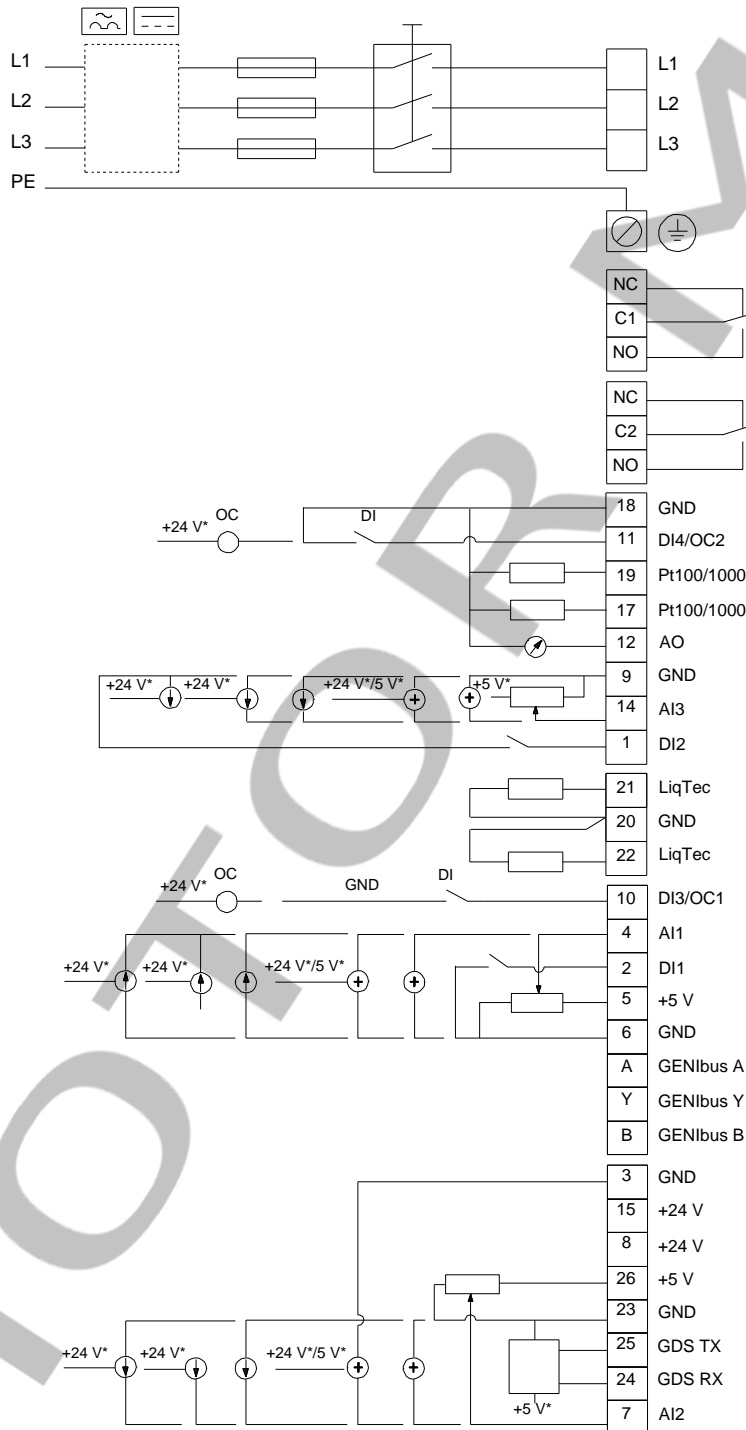 L1 L1
L2 L2
L3 L3
PE
NC
C1
NO
NC
C2
NO
18 GND
+24 V* OC DI 11 DI4/OC2
19 Pt100/1000
17 Pt100/1000
12 AO
9 GND
+24 V* +24 V* +24 V*/5 V* +5 V*
14 AI3
1 DI2
21 LiqTec
20 GND
22 LiqTec
+24 V* OC GND DI 10 DI3/OC1
4 AI1
+24 V* +24 V* +24 V*/5 V* 2 DI1
5 +5 V
6 GND
A GENIbus A
Y GENIbus Y
B GENIbus B
3 GND
15 +24 V
8 +24 V
26 +5 V
23 GND
25 GDS TX
+24 V* +24 V* +24 V*/5 V*
24 GDS RX
+5 V*
7 AI2